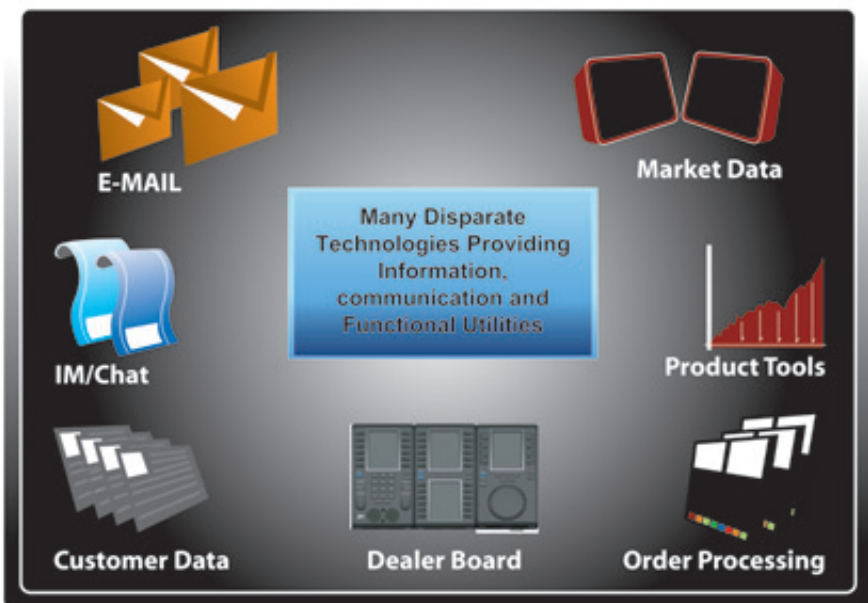 E-MAIL
Market Data
Many Disparate
Technologies Providing
Information,
communication and
Functional Utilities
IM/Chat
Product Tools
Customer Data
Dealer Board
Order Processing